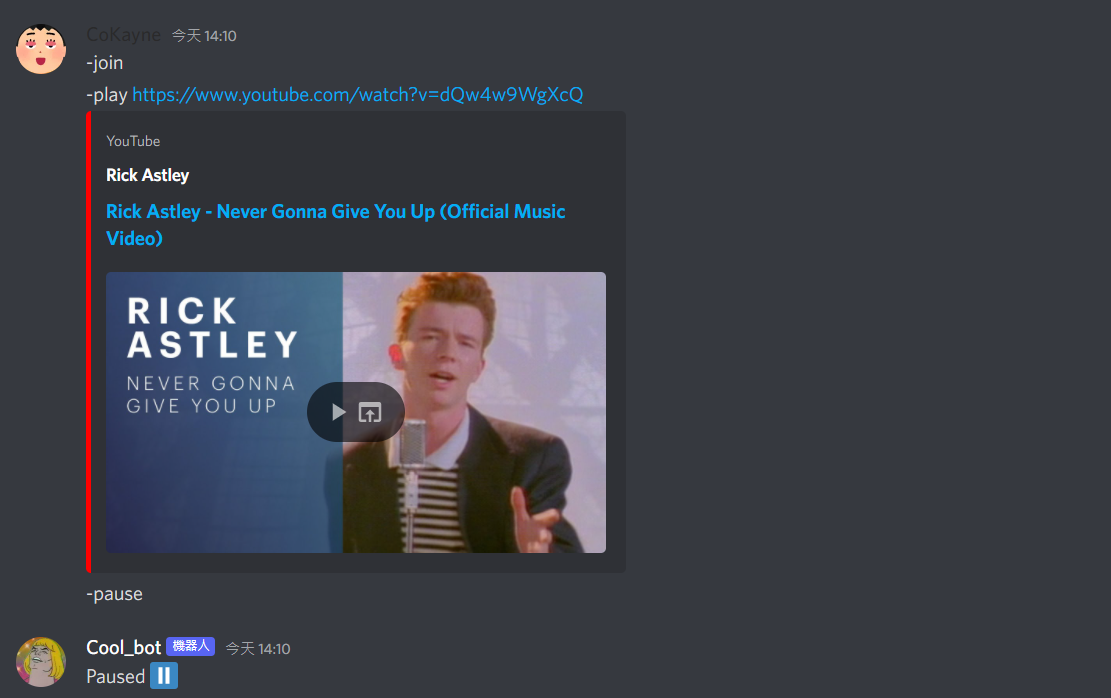 CoKayne 今天 14:10
-join
-play https://www.youtube.com/watch?v=dQw4w9WgXcQ
YouTube
Rick Astley
Rick Astley - Never Gonna Give You Up (Official Music
Video)
RICK
ASTLEY
NEVER GONNA
GIVE YOU UP
-pause
Cool_bot 機器人 今天 14:10
Paused ⏸